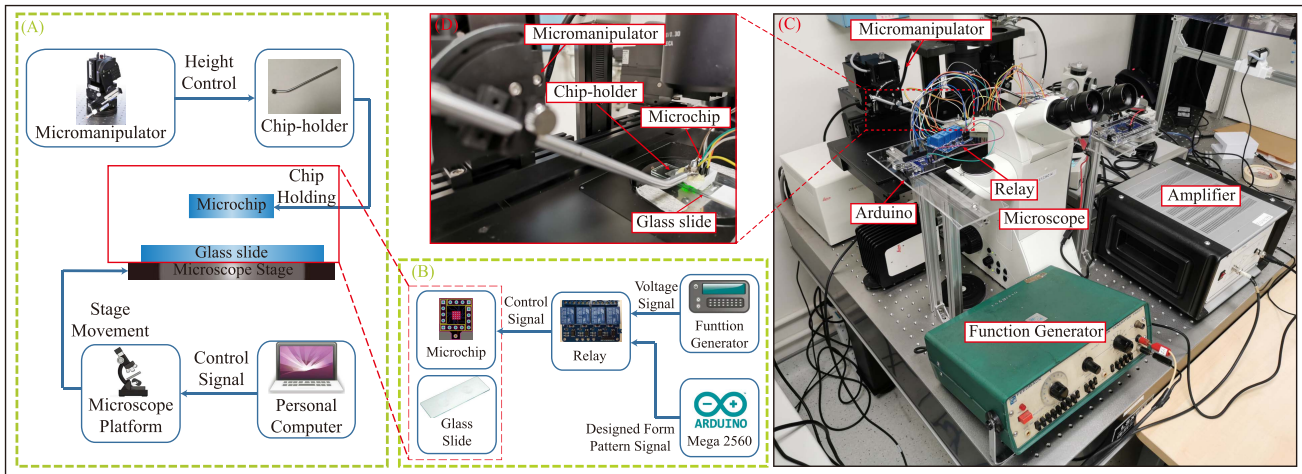 (A)
Micromanipulator
Height
Control
Chip-holder
Chip
Holding
Microchip
Glass slide
Microscope Stage
Stage
Movement
Microscope
Platform
Control
Signal
Personal
Computer
Micromanipulator
Chip-holder
Microchip
Glass slide
(B)
Microchip
Glass
Slide
Control
Signal
Relay
Voltage
Signal
Funttion
Generator
Designed Form
Pattern Signal
ARDUINO
Mega 2560
(C)
Micromanipulator
Relay
Arduino
Microscope
Amplifier
Function Generator